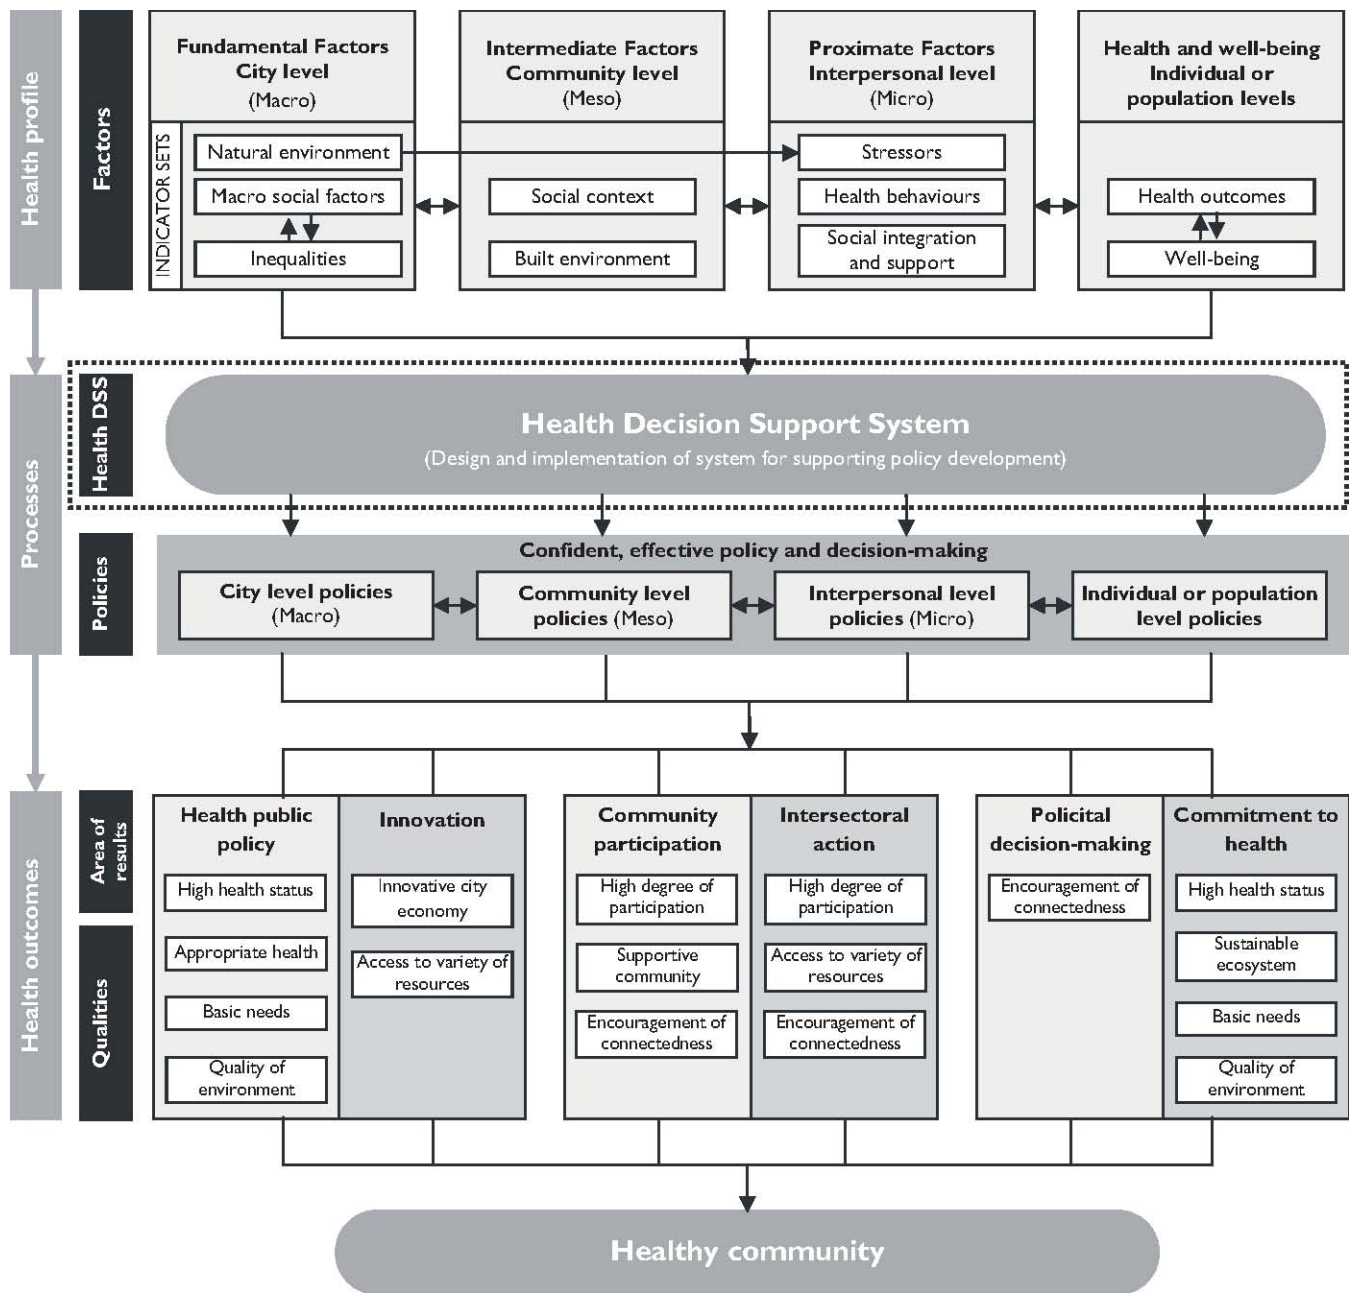 Health profile
Factors
Fundamental Factors
City level
(Macro)
Intermediate Factors
Community level
(Meso)
Proximate Factors
Interpersonal level
(Micro)
Health and well-being
Individual or
population levels
INDICATOR SETS
Natural environment
Macro social factors
Inequalities
Social context
Built environment
Stressors
Health behaviours
Social integration
and support
Health outcomes
Well-being
Processes
Health DSS
Health Decision Support System
(Design and implementation of system for supporting policy development)
Policies
Confident, effective policy and decision-making
City level policies
(Macro)
Community level
policies (Meso)
Interpersonal level
policies (Micro)
Individual or population
level policies
Health outcomes
Area of
results
Qualities
Health public
policy
High health status
Appropriate health
Basic needs
Quality of
environment
Innovation
Innovative city
economy
Access to variety of
resources
Community
participation
High degree of
participation
Supportive
community
Encouragement of
connectedness
Intersectoral
action
High degree of
participation
Access to variety of
resources
Encouragement of
connectedness
Policital
decision-making
Encouragement of
connectedness
Commitment to
health
High health status
Sustainable
ecosystem
Basic needs
Quality of
environment
Healthy community